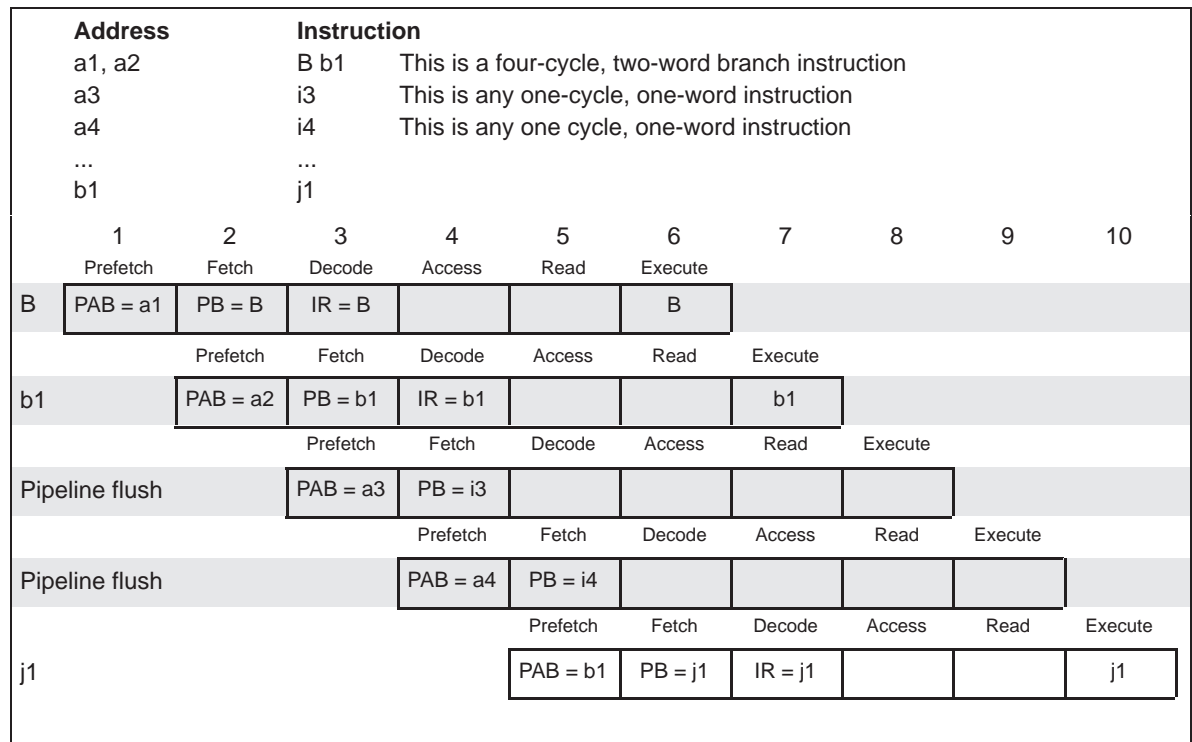 Address Instruction
a1, a2 B b1 This is a four-cycle, two-word branch instruction
a3 i3 This is any one-cycle, one-word instruction
a4 i4 This is any one cycle, one-word instruction
... ...
b1 j1
1 2 3 4 5 6 7 8 9 10
Prefetch Fetch Decode Access Read Execute
B PAB = a1 PB = B IR = B B
Prefetch Fetch Decode Access Read Execute
b1 PAB = a2 PB = b1 IR = b1 b1
Prefetch Fetch Decode Access Read Execute
Pipeline flush PAB = a3 PB = i3
Prefetch Fetch Decode Access Read Execute
Pipeline flush PAB = a4 PB = i4
Prefetch Fetch Decode Access Read Execute
j1 PAB = b1 PB = j1 IR = j1 j1